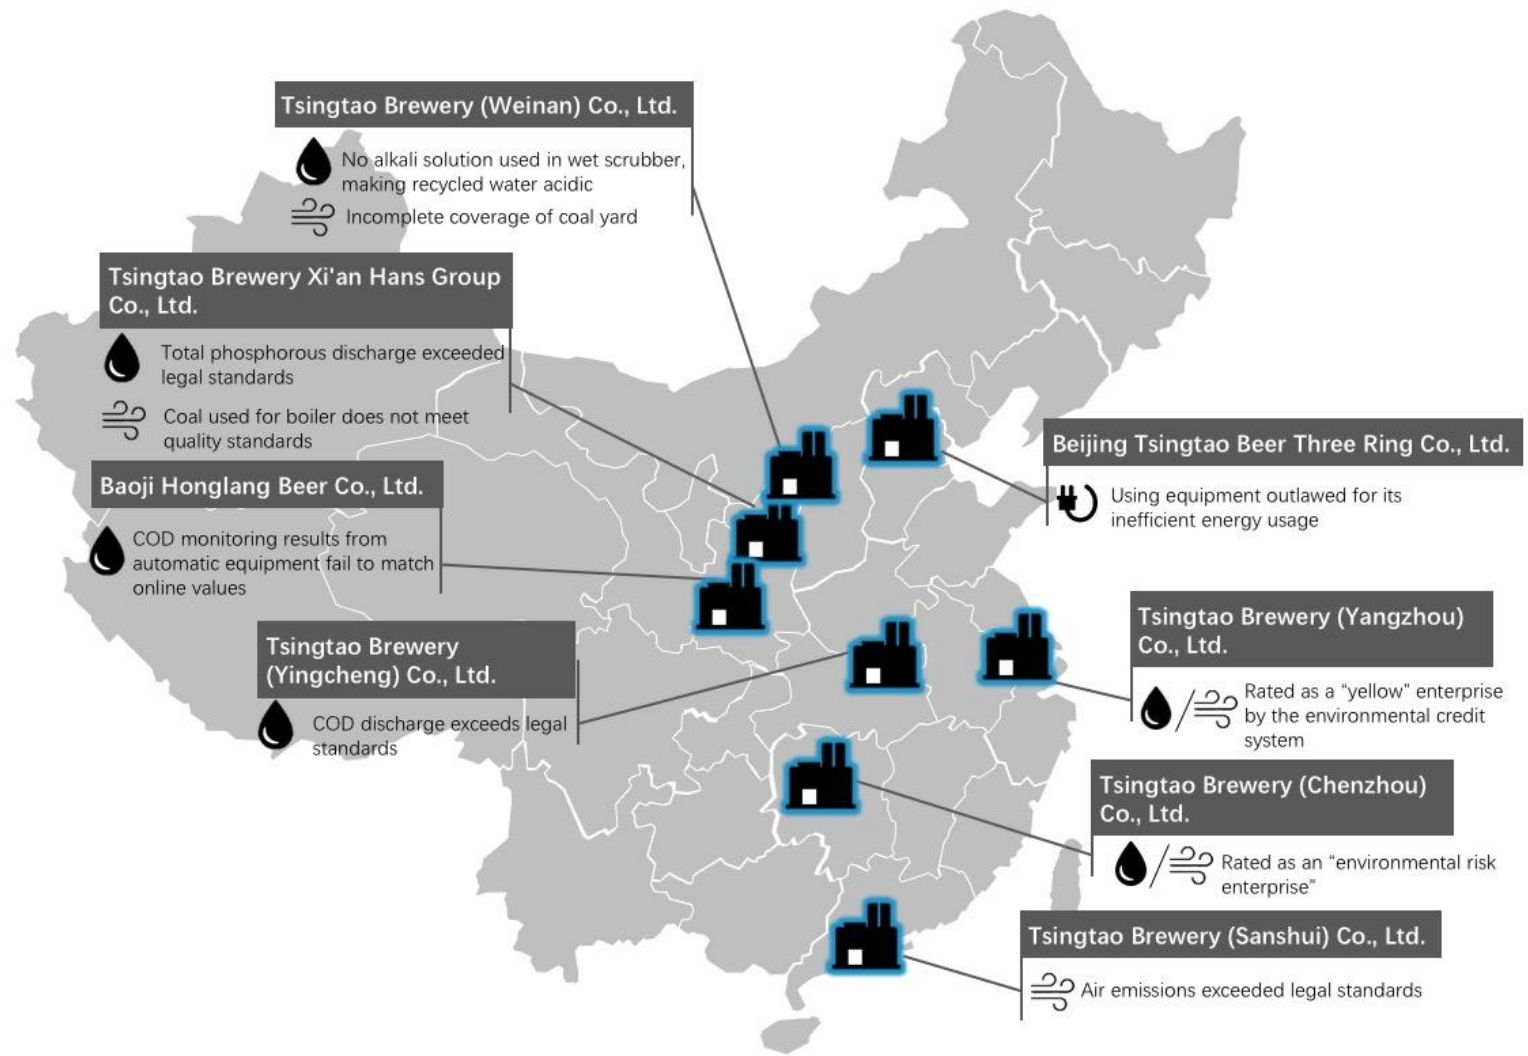 Tsingtao Brewery (Weinan) Co., Ltd.
No alkali solution used in wet scrubber,
making recycled water acidic
Incomplete coverage of coal yard
Tsingtao Brewery Xi'an Hans Group
Co., Ltd.
Total phosphorous discharge exceeded
legal standards
Coal used for boiler does not meet
quality standards
Baoji Honglang Beer Co., Ltd.
COD monitoring results from
automatic equipment fail to match
online values
Tsingtao Brewery
(Yingcheng) Co., Ltd.
COD discharge exceeds legal
standards
Beijing Tsingtao Beer Three Ring Co., Ltd.
Using equipment outlawed for its
inefficient energy usage
Tsingtao Brewery (Yangzhou)
Co., Ltd.
Rated as a “yellow” enterprise
by the environmental credit
system
Tsingtao Brewery (Chenzhou)
Co., Ltd.
Rated as an “environmental risk
enterprise”
Tsingtao Brewery (Sanshui) Co., Ltd.
Air emissions exceeded legal standards